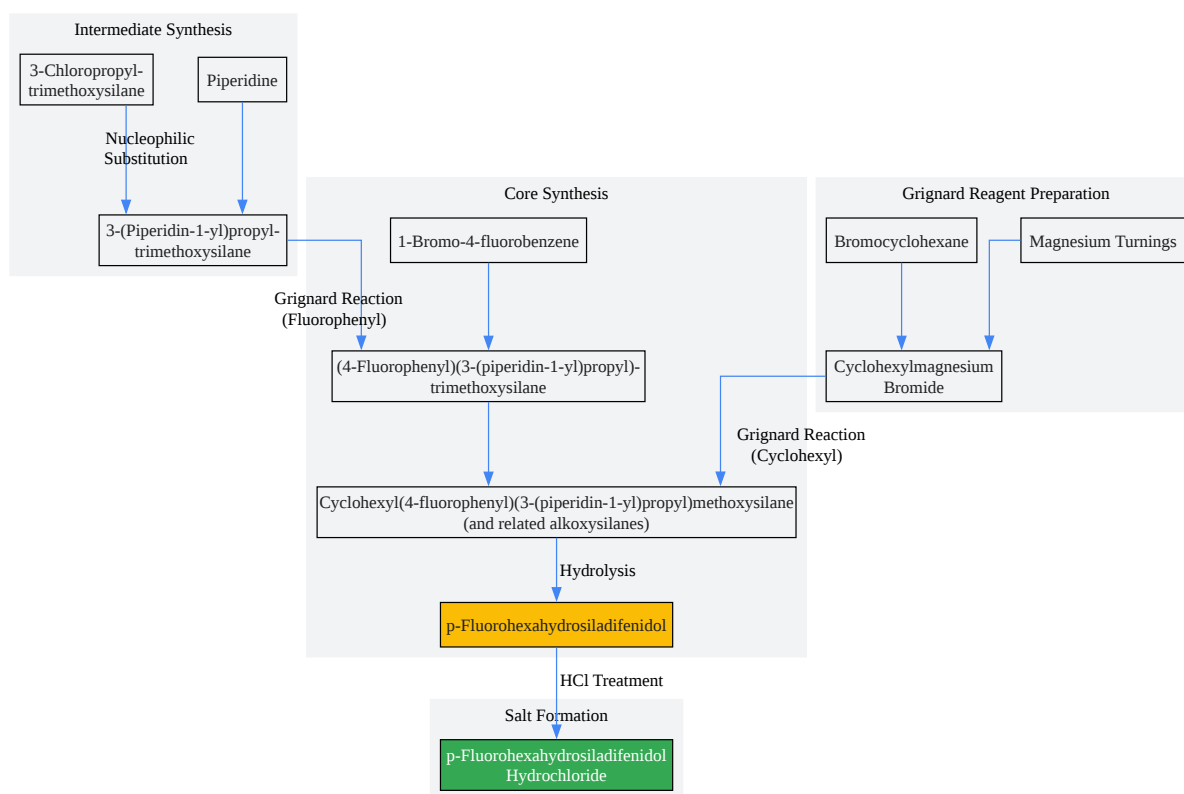 Intermediate Synthesis
3-Chloropropyl-
trimethoxysilane
Piperidine
Nucleophilic
Substitution
3-(Piperidin-1-yl)propyl-
trimethoxysilane
Core Synthesis
1-Bromo-4-fluorobenzene
Grignard Reaction
(Fluorophenyl)
(4-Fluorophenyl)(3-(piperidin-1-yl)propyl)-
trimethoxysilane
Grignard Reagent Preparation
Bromocyclohexane
Magnesium Turnings
Cyclohexylmagnesium
Bromide
Grignard Reaction
(Cyclohexyl)
Cyclohexyl(4-fluorophenyl)(3-(piperidin-1-yl)propyl)methoxysilane
(and related alkoxysilanes)
Hydrolysis
p-Fluorohexahydrosiladifenidol
HCl Treatment
Salt Formation
p-Fluorohexahydrosiladifenidol
Hydrochloride